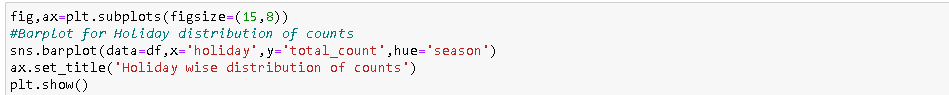 fig,ax=plt.subplots(figsize=(15,8))
#Barplot for Holiday distribution of counts
sns.barplot(data=df,x='holiday',y='total_count',hue='season')
ax.set_title('Holiday wise distribution of counts')
plt.show()